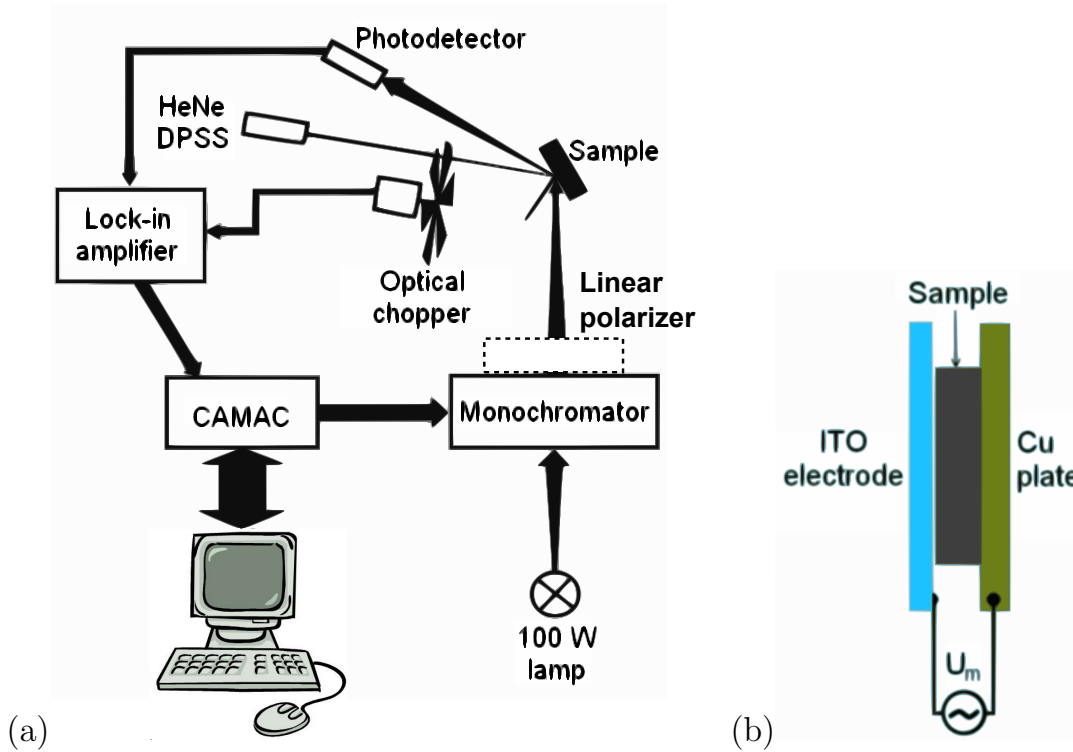 Photodetector
HeNe
DPSS
Sample
Lock-in
amplifier
Optical
chopper
Linear
polarizer
CAMAC
Monochromator
100 W
lamp
(a)
Sample
ITO
electrode
Cu
plate
Um
(b)